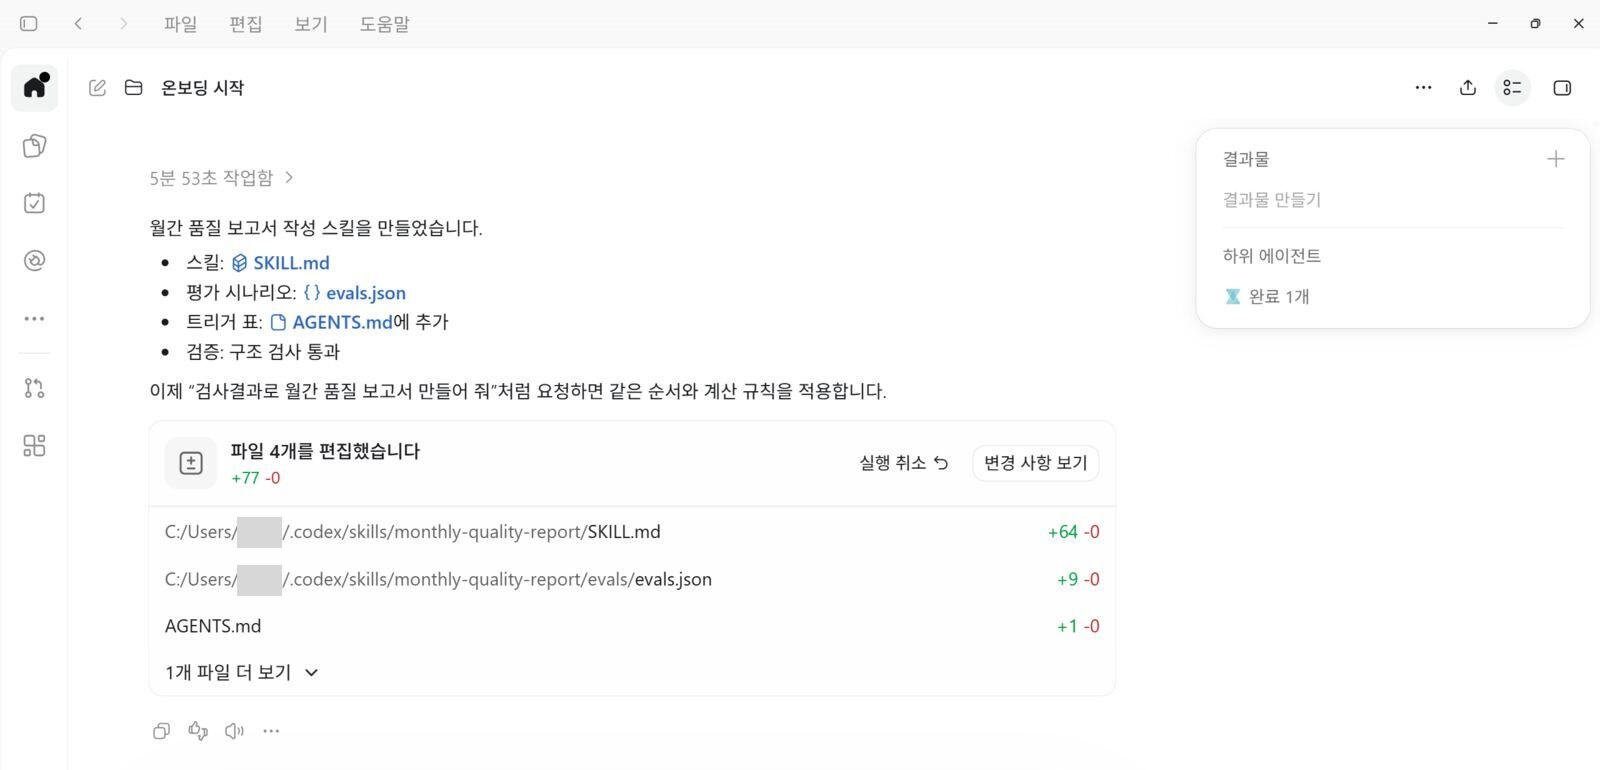 파일 편집 보기 도움말
온보딩 시작
5분 53초 작업함
월간 품질 보고서 작성 스킬을 만들었습니다.
스킬: SKILL.md
평가 시나리오: {} evals.json
트리거 표: AGENTS.md에 추가
검증: 구조 검사 통과
이제 “검사결과로 월간 품질 보고서 만들어 줘”처럼 요청하면 같은 순서와 계산 규칙을 적용합니다.
파일 4개를 편집했습니다
+77 -0
실행 취소
변경 사항 보기
C:/Users/ /.codex/skills/monthly-quality-report/SKILL.md +64 -0
C:/Users/ /.codex/skills/monthly-quality-report/evals/evals.json +9 -0
AGENTS.md +1 -0
1개 파일 더 보기
결과물
결과물 만들기
하위 에이전트
완료 1개